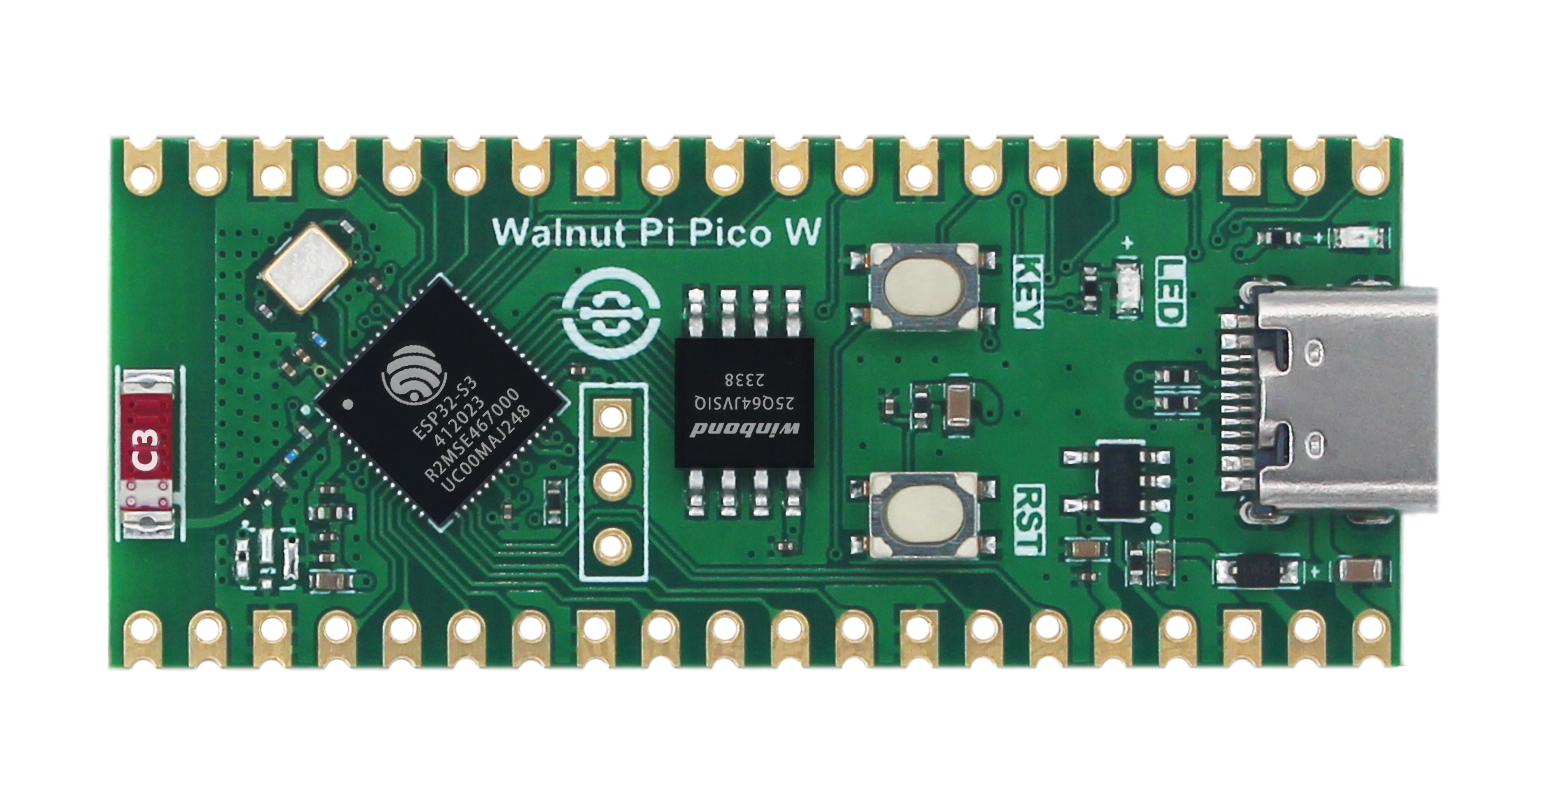 Walnut Pi Pico W
KEY
LED
ESP32-S3
412023
R2MSE467000
UC00MAJ248
winbond
25Q64JVSIQ
2338
C3
RST